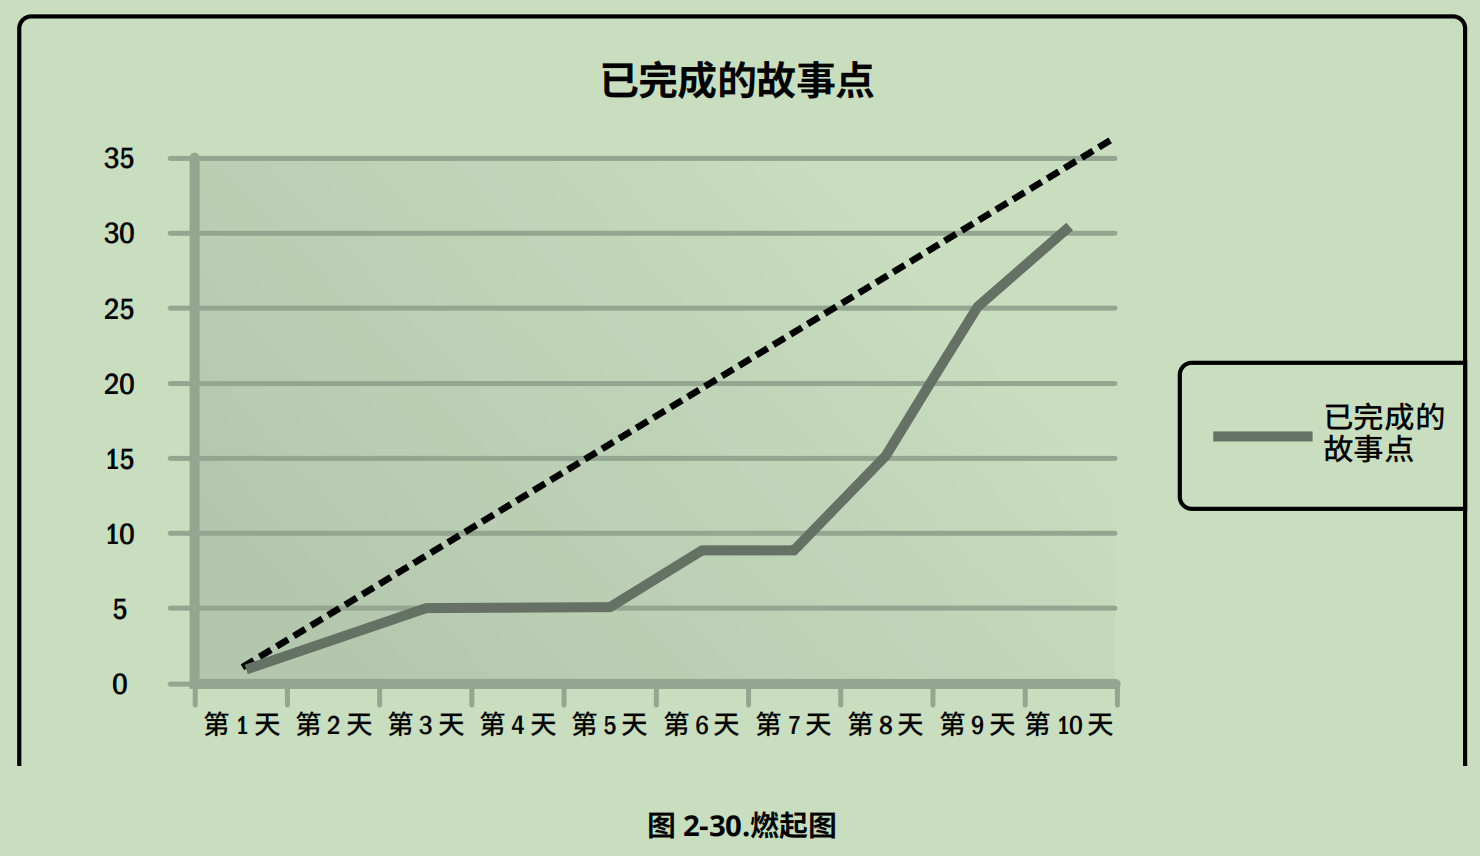 已完成的故事点
35
30
25
20
15
10
5
0
第 1 天 第 2 天 第 3 天 第 4 天 第 5 天 第 6 天 第 7 天 第 8 天 第 9 天 第 10 天
已完成的
故事点
图 2-30.燃起图